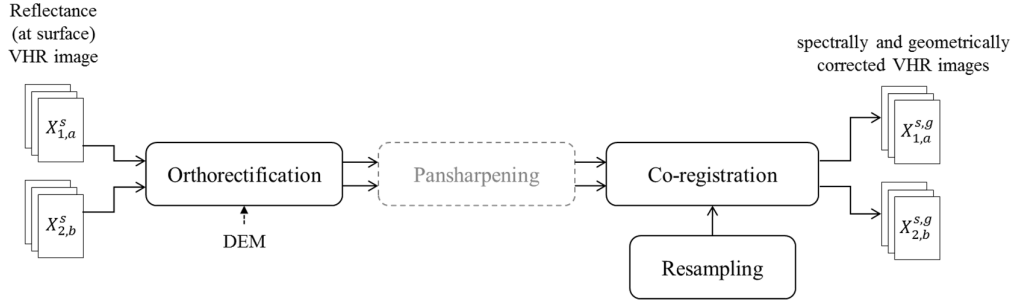 Reflectance
(at surface)
VHR image
spectrally and geometrically
corrected VHR images
X^s_{1,a}
X^{s,g}_{1,a}
Orthorectification
Pansharpening
Co-registration
X^s_{2,b}
X^{s,g}_{2,b}
DEM
Resampling